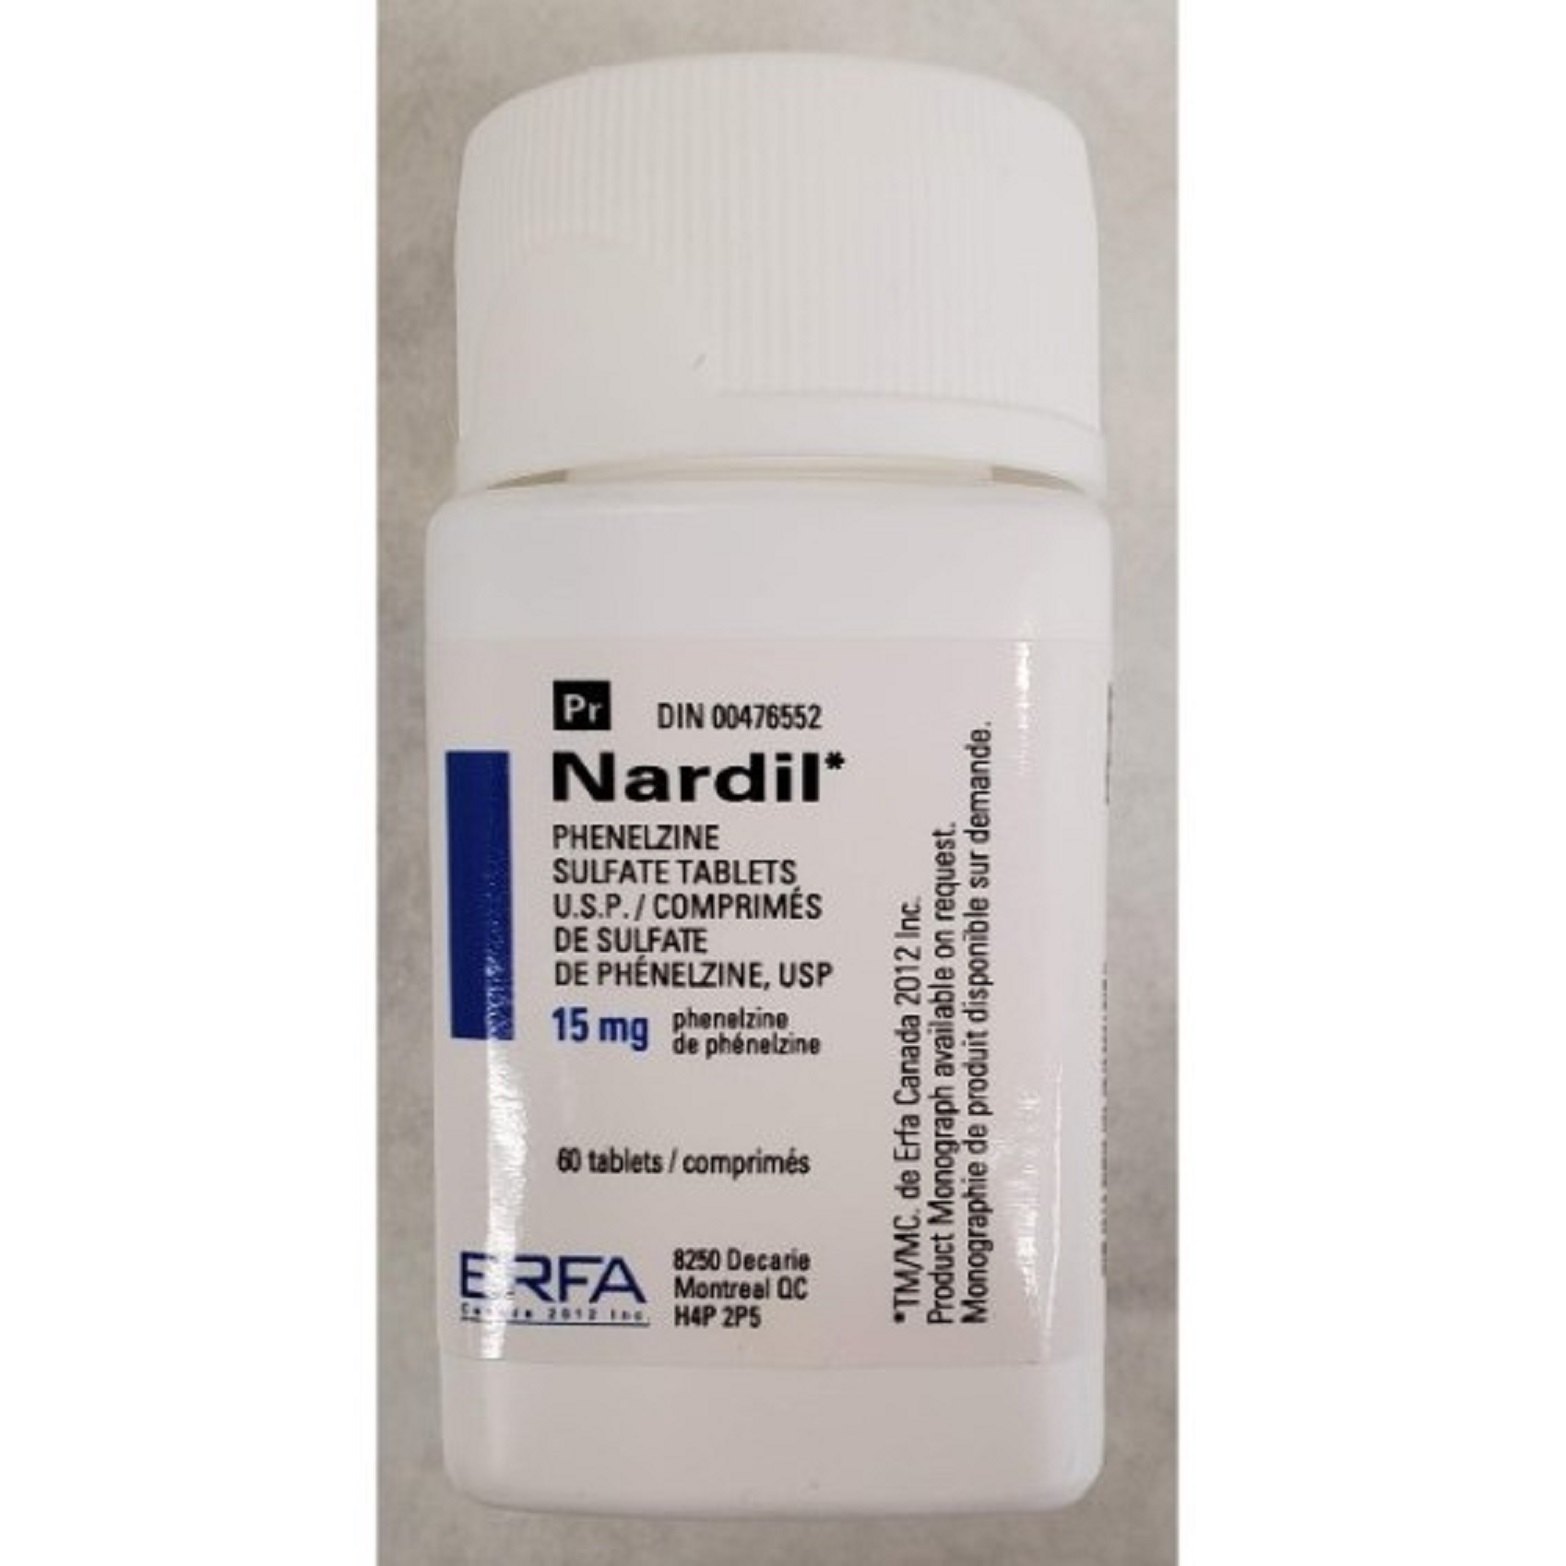 Pr DIN 00476552
Nardil*
PHENELZINE
SULFATE TABLETS
U.S.P. / COMPRIMÉS
DE SULFATE
DE PHÉNELZINE, USP
15 mg phenelzine
de phénelzine
60 tablets / comprimés
ERFA
Canada 2012 Inc.
8250 Decarie
Montreal QC
H4P 2P5
*TM/MC. de Erfa Canada 2012 Inc.
Product Monograph available on request.
Monographie de produit disponible sur demande.